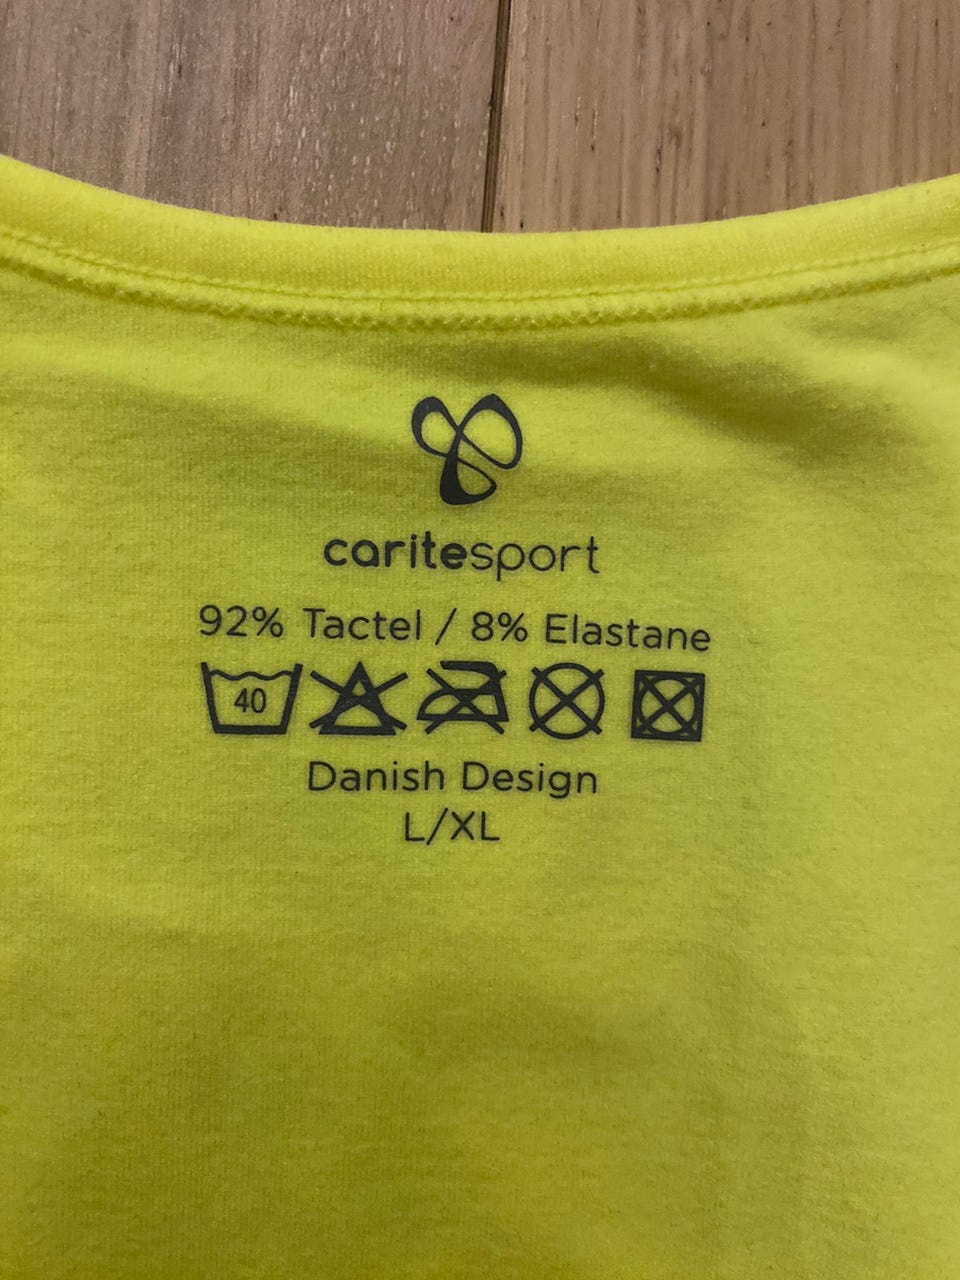 caritesport
92% Tactel / 8% Elastane
40
Danish Design
L/XL